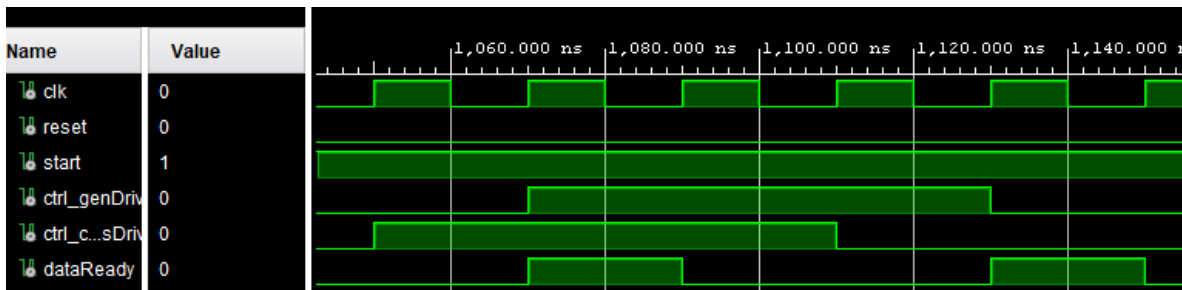 Name Value
1,060.000 ns 1,080.000 ns 1,100.000 ns 1,120.000 ns 1,140.000
clk 0
reset 0
start 1
ctrl_genDriv 0
ctrl_c...sDriv 0
dataReady 0